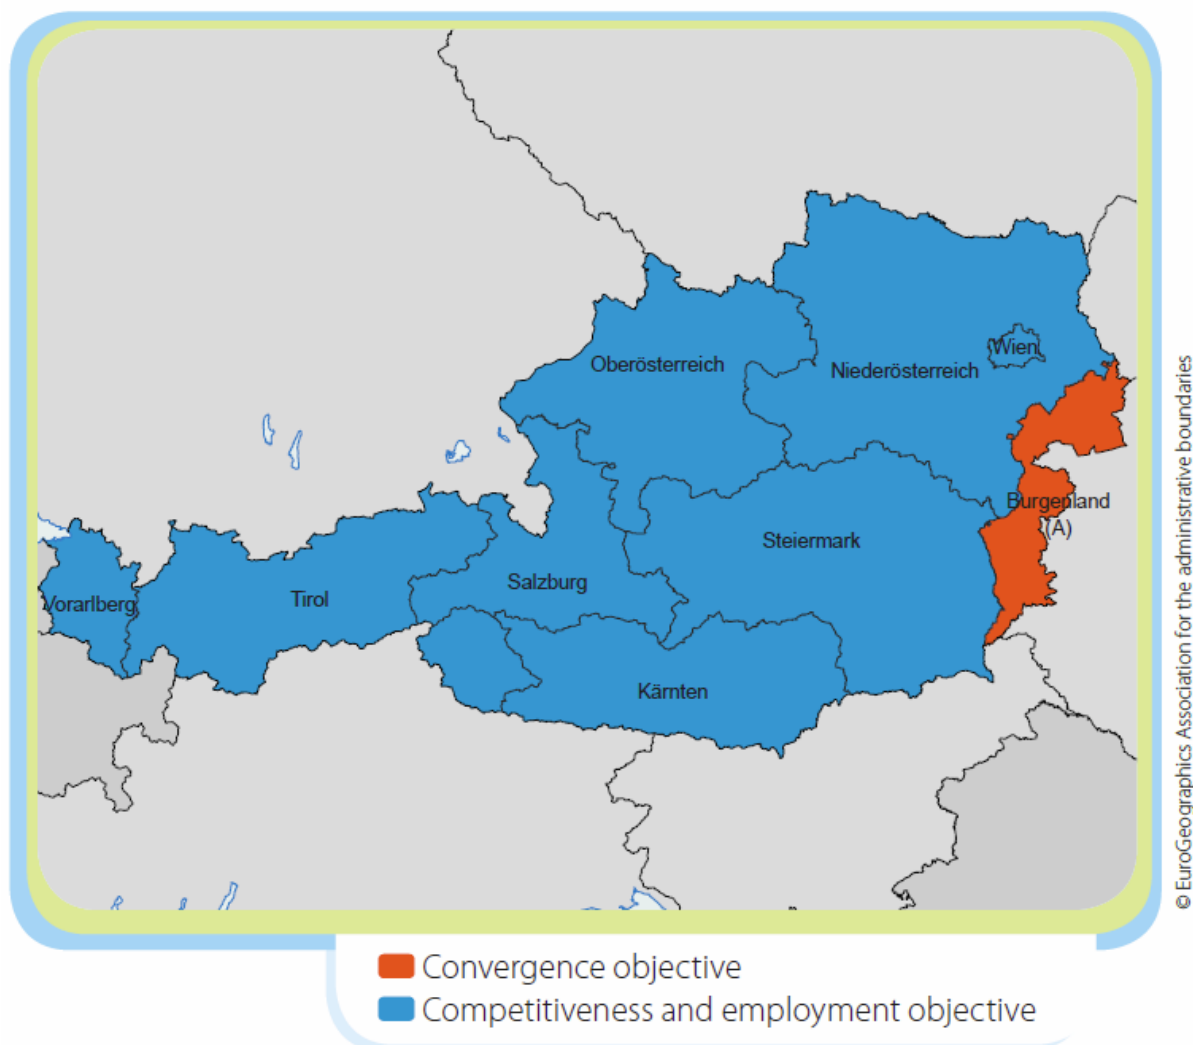 Wien
Oberösterreich
Niederösterreich
Burgenland
(A)
Steiermark
Salzburg
Tirol
Vorarlberg
Kärnten
© EuroGeographics Association for the administrative boundaries
Convergence objective
Competitiveness and employment objective